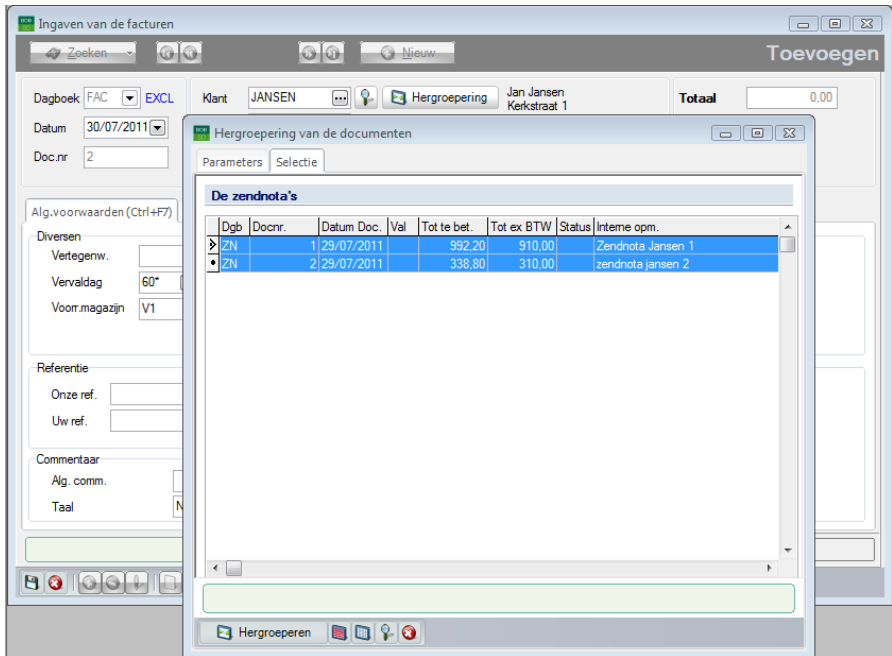 Ingaven van de facturen
Zoeken
Nieuw
Toevoegen
Dagboek FAC EXCL Klant JANSEN ... Hergroepering Jan Jansen
Kerkstraat 1
Totaal 0,00
Datum 30/07/2011
Doc.nr 2
Hergroepering van de documenten
Parameters Selectie
De zendnota's
Dgb Docnr. Datum Doc. Val Tot te bet. Tot ex BTW Status Interne opm.
ZN 1 29/07/2011 992,20 910,00 Zendnota Jansen 1
ZN 2 29/07/2011 338,80 310,00 zendnota jansen 2
Hergroeperen
Alg.voorwaarden (Ctrl+F7)
Diversen
Vertegenw.
Vervaldag 60*
Voorr.magazijn V1
Referentie
Onze ref.
Uw ref.
Commentaar
Alg. comm.
Taal N